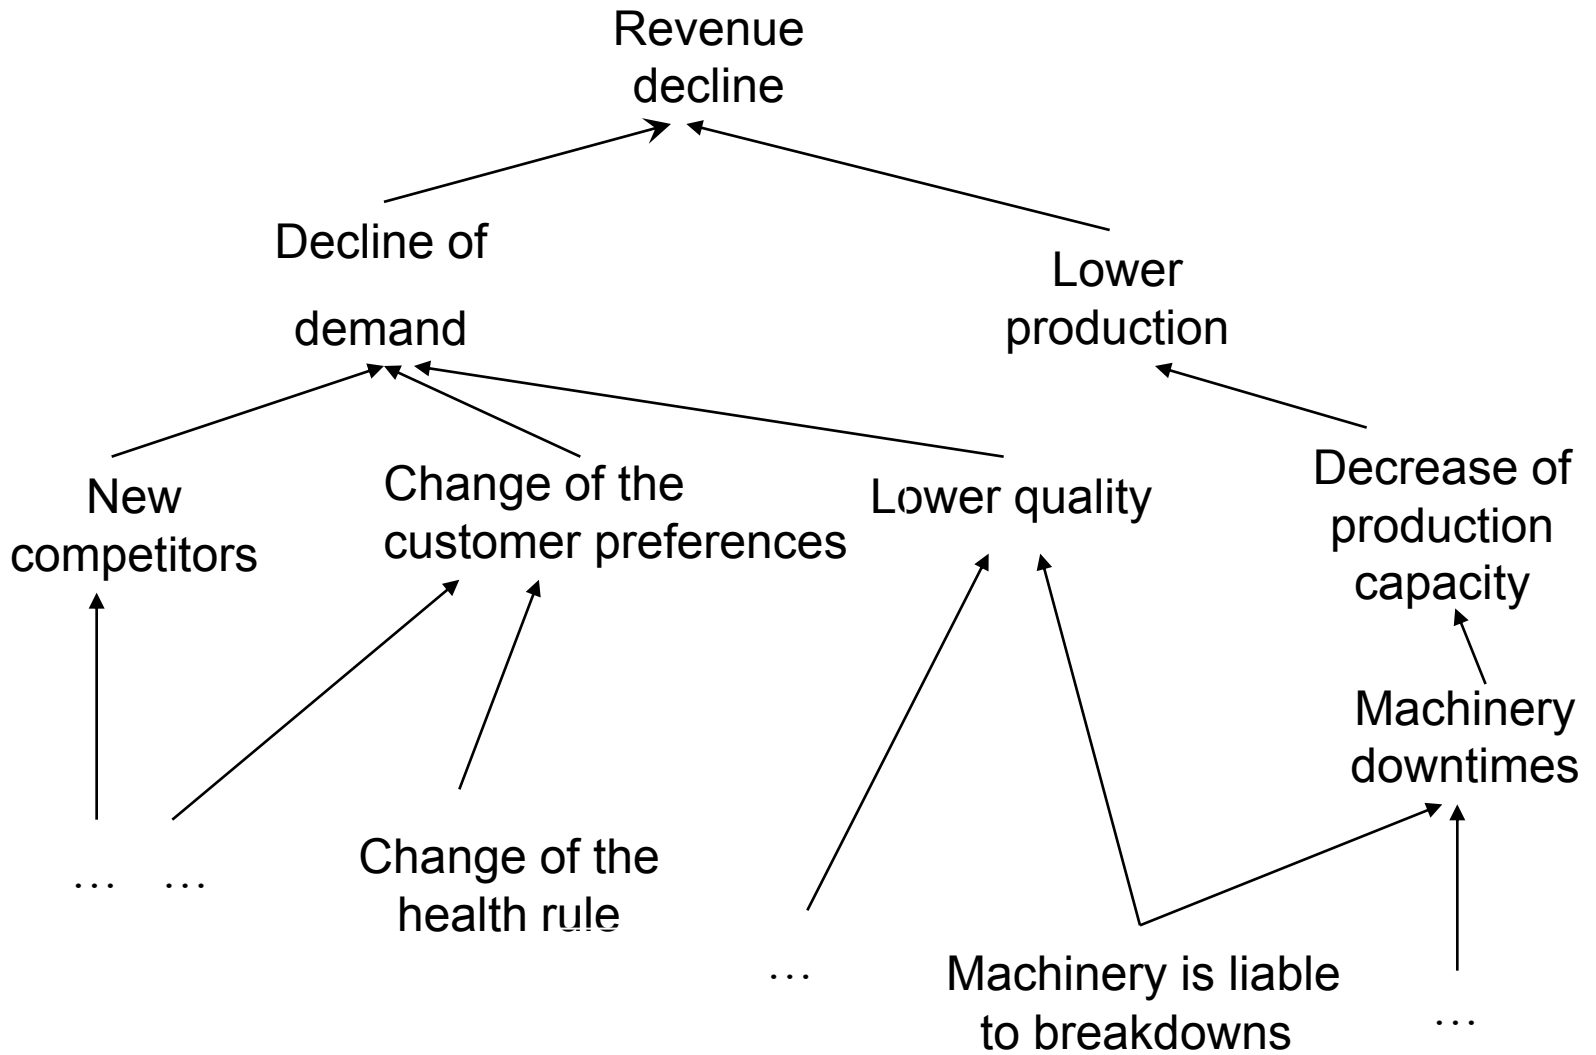 Revenue
decline
Decline of
demand
Lower
production
New
competitors
Change of the
customer preferences
Lower quality
Decrease of
production
capacity
Machinery
downtimes
... ...
Change of the
health rule
...
Machinery is liable
to breakdowns
...